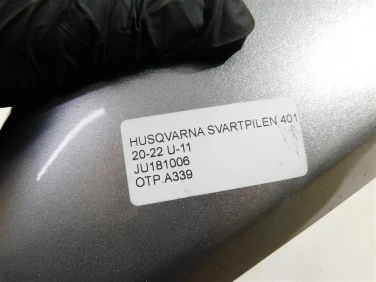 HUSQVARNA SVARTPILEN 401
20-22 U-11
JU181006
OTP.A339